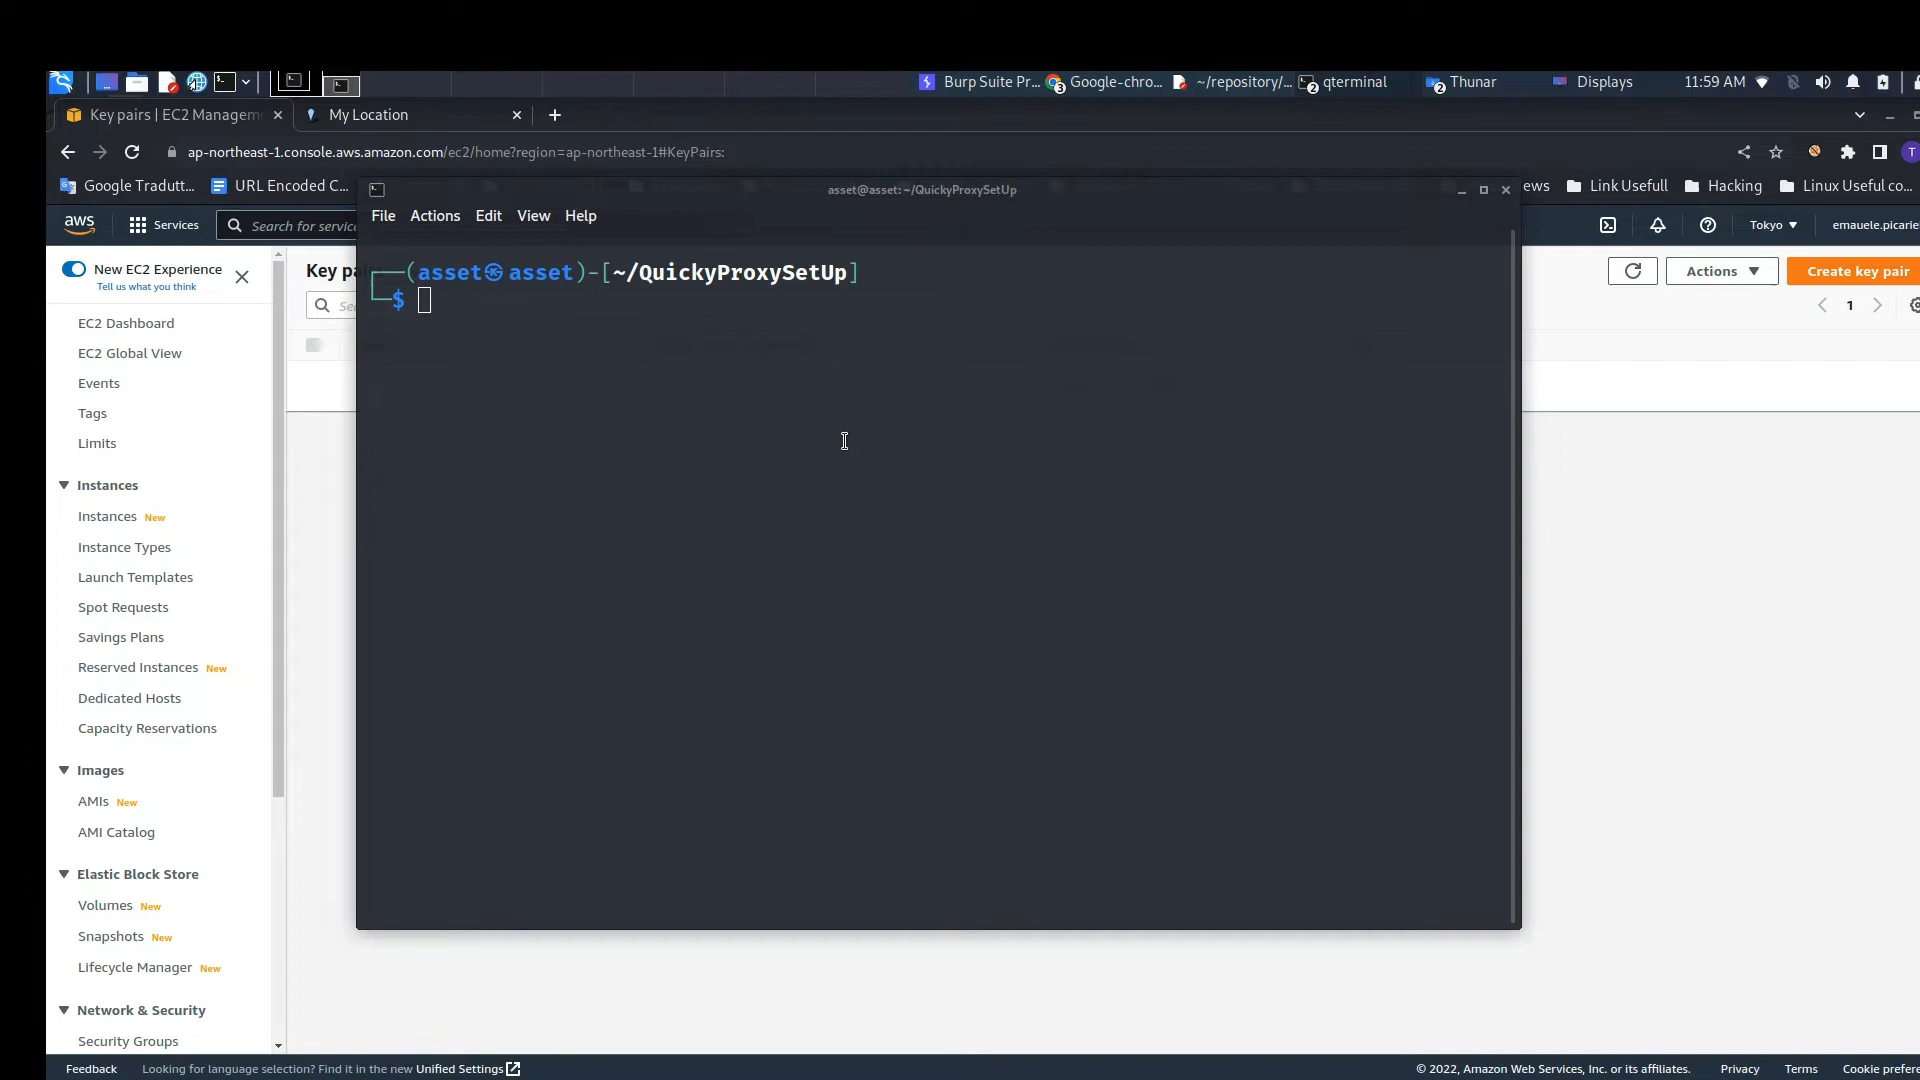 Burp Suite Pr... Google-chro... ~/repository/... 2 qterminal 2 Thunar Displays 11:59 AM
3
Key pairs | EC2 Managem My Location
ap-northeast-1.console.aws.amazon.com/ec2/home?region=ap-northeast-1#KeyPairs:
T
Google Tradutt... URL Encoded C... ews Link Usefull Hacking Linux Useful co...
asset@asset: ~/QuickyProxySetUp
File Actions Edit View Help
aws Services Search for service Tokyo emauele.picarie
New EC2 Experience
Tell us what you think
Key pa
Actions
Create key pair
(asset㉿asset)-[~/QuickyProxySetUp]
$
Sea
1
EC2 Dashboard
EC2 Global View
Events
Tags
Limits
Instances
Instances New
Instance Types
Launch Templates
Spot Requests
Savings Plans
Reserved Instances New
Dedicated Hosts
Capacity Reservations
Images
AMIs New
AMI Catalog
Elastic Block Store
Volumes New
Snapshots New
Lifecycle Manager New
Network & Security
Security Groups
Feedback Looking for language selection? Find it in the new Unified Settings © 2022, Amazon Web Services, Inc. or its affiliates. Privacy Terms Cookie prefere